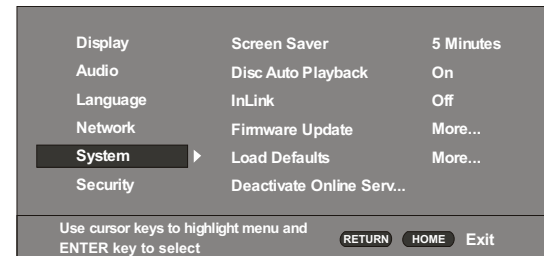 Display Screen Saver 5 Minutes
Audio Disc Auto Playback On
Language InLink Off
Network Firmware Update More...
System Load Defaults More...
Security Deactivate Online Serv...
Use cursor keys to highlight menu and
ENTER key to select
RETURN HOME Exit